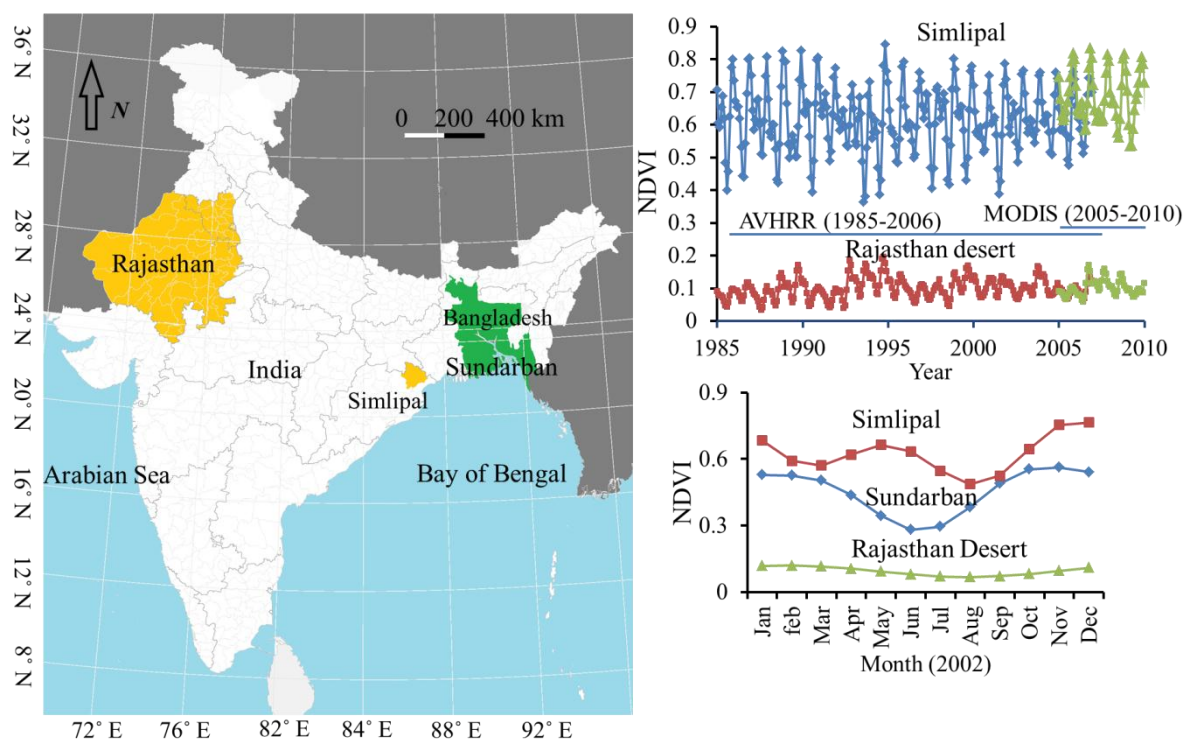 36° N
32° N
28° N
24° N
20° N
16° N
12° N
8° N
N
0 200 400 km
Rajasthan
Bangladesh
India
Sundarban
Simlipal
Arabian Sea
Bay of Bengal
72° E 76° E 82° E 84° E 88° E 92° E
NDVI
0.9
0.8
0.7
0.6
0.5
0.4
0.3
0.2
0.1
0
Simlipal
AVHRR (1985-2006)
MODIS (2005-2010)
Rajasthan desert
1985 1990 1995 2000 2005 2010
Year
NDVI
0.9
0.6
0.3
0
Simlipal
Sundarban
Rajasthan Desert
Jan
feb
Mar
Apr
May
Jun
Jul
Aug
Sep
Oct
Nov
Dec
Month (2002)